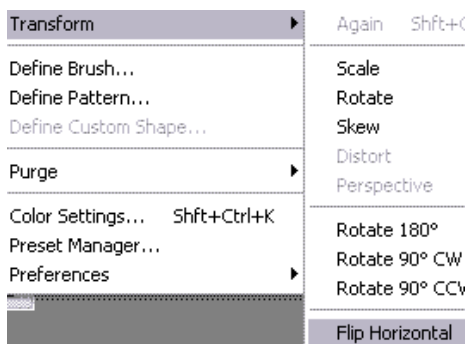 Transform
Define Brush...
Define Pattern...
Define Custom Shape...
Purge
Color Settings... Shft+Ctrl+K
Preset Manager...
Preferences
Again
Scale
Rotate
Skew
Distort
Perspective
Rotate 180°
Rotate 90° CW
Rotate 90°
Flip Horizontal